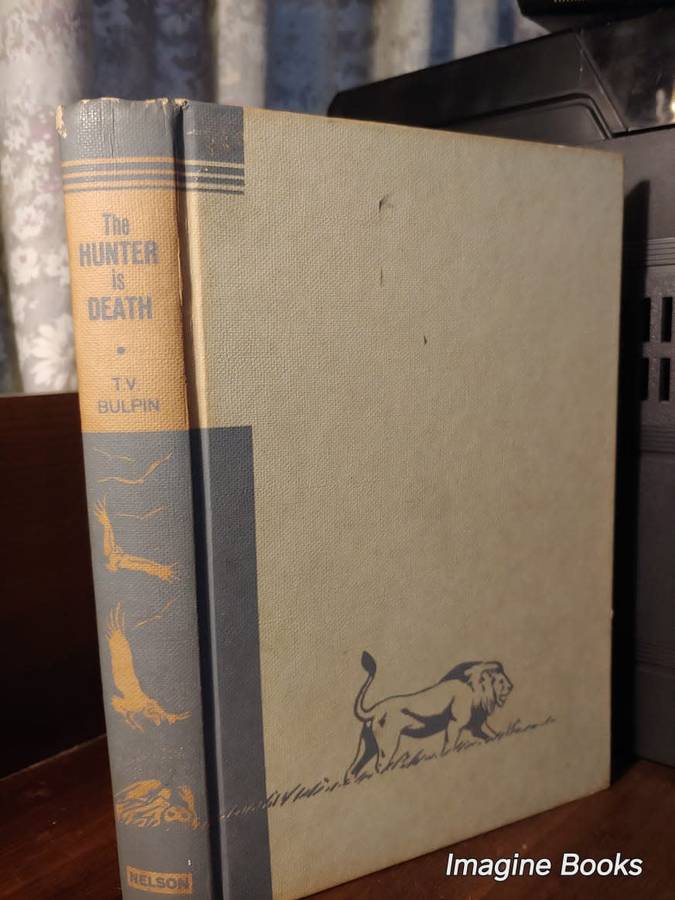 The
HUNTER
is
DEATH
•
T.V.
BULPIN
NELSON
Imagine Books